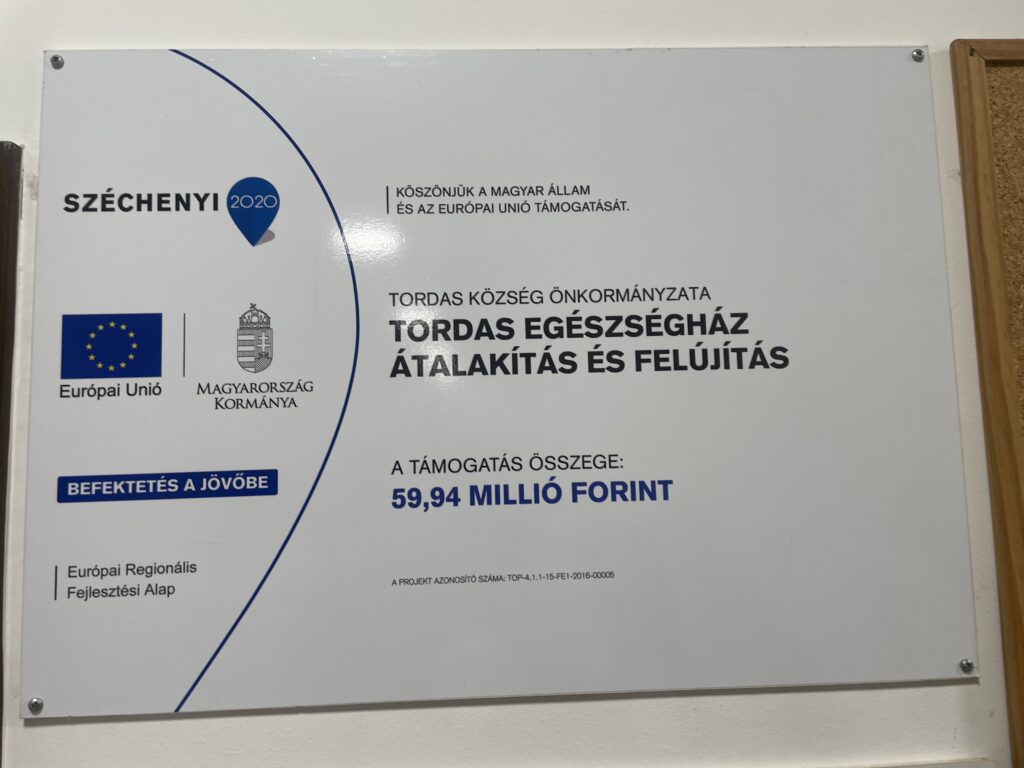 SZÉCHENYI 2020
Európai Unió
MAGYARORSZÁG
KORMÁNYA
BEFEKTETÉS A JÖVŐBE
Európai Regionális
Fejlesztési Alap
KÖSZÖNJÜK A MAGYAR ÁLLAM
ÉS AZ EURÓPAI UNIÓ TÁMOGATÁSÁT.
TORDAS KÖZSÉG ÖNKORMÁNYZATA
TORDAS EGÉSZSÉGHÁZ
ÁTALAKÍTÁS ÉS FELÚJÍTÁS
A TÁMOGATÁS ÖSSZEGE:
59,94 MILLIÓ FORINT
A PROJEKT AZONOSÍTÓ SZÁMA: TOP-4.1.1-15-FE1-2016-00005